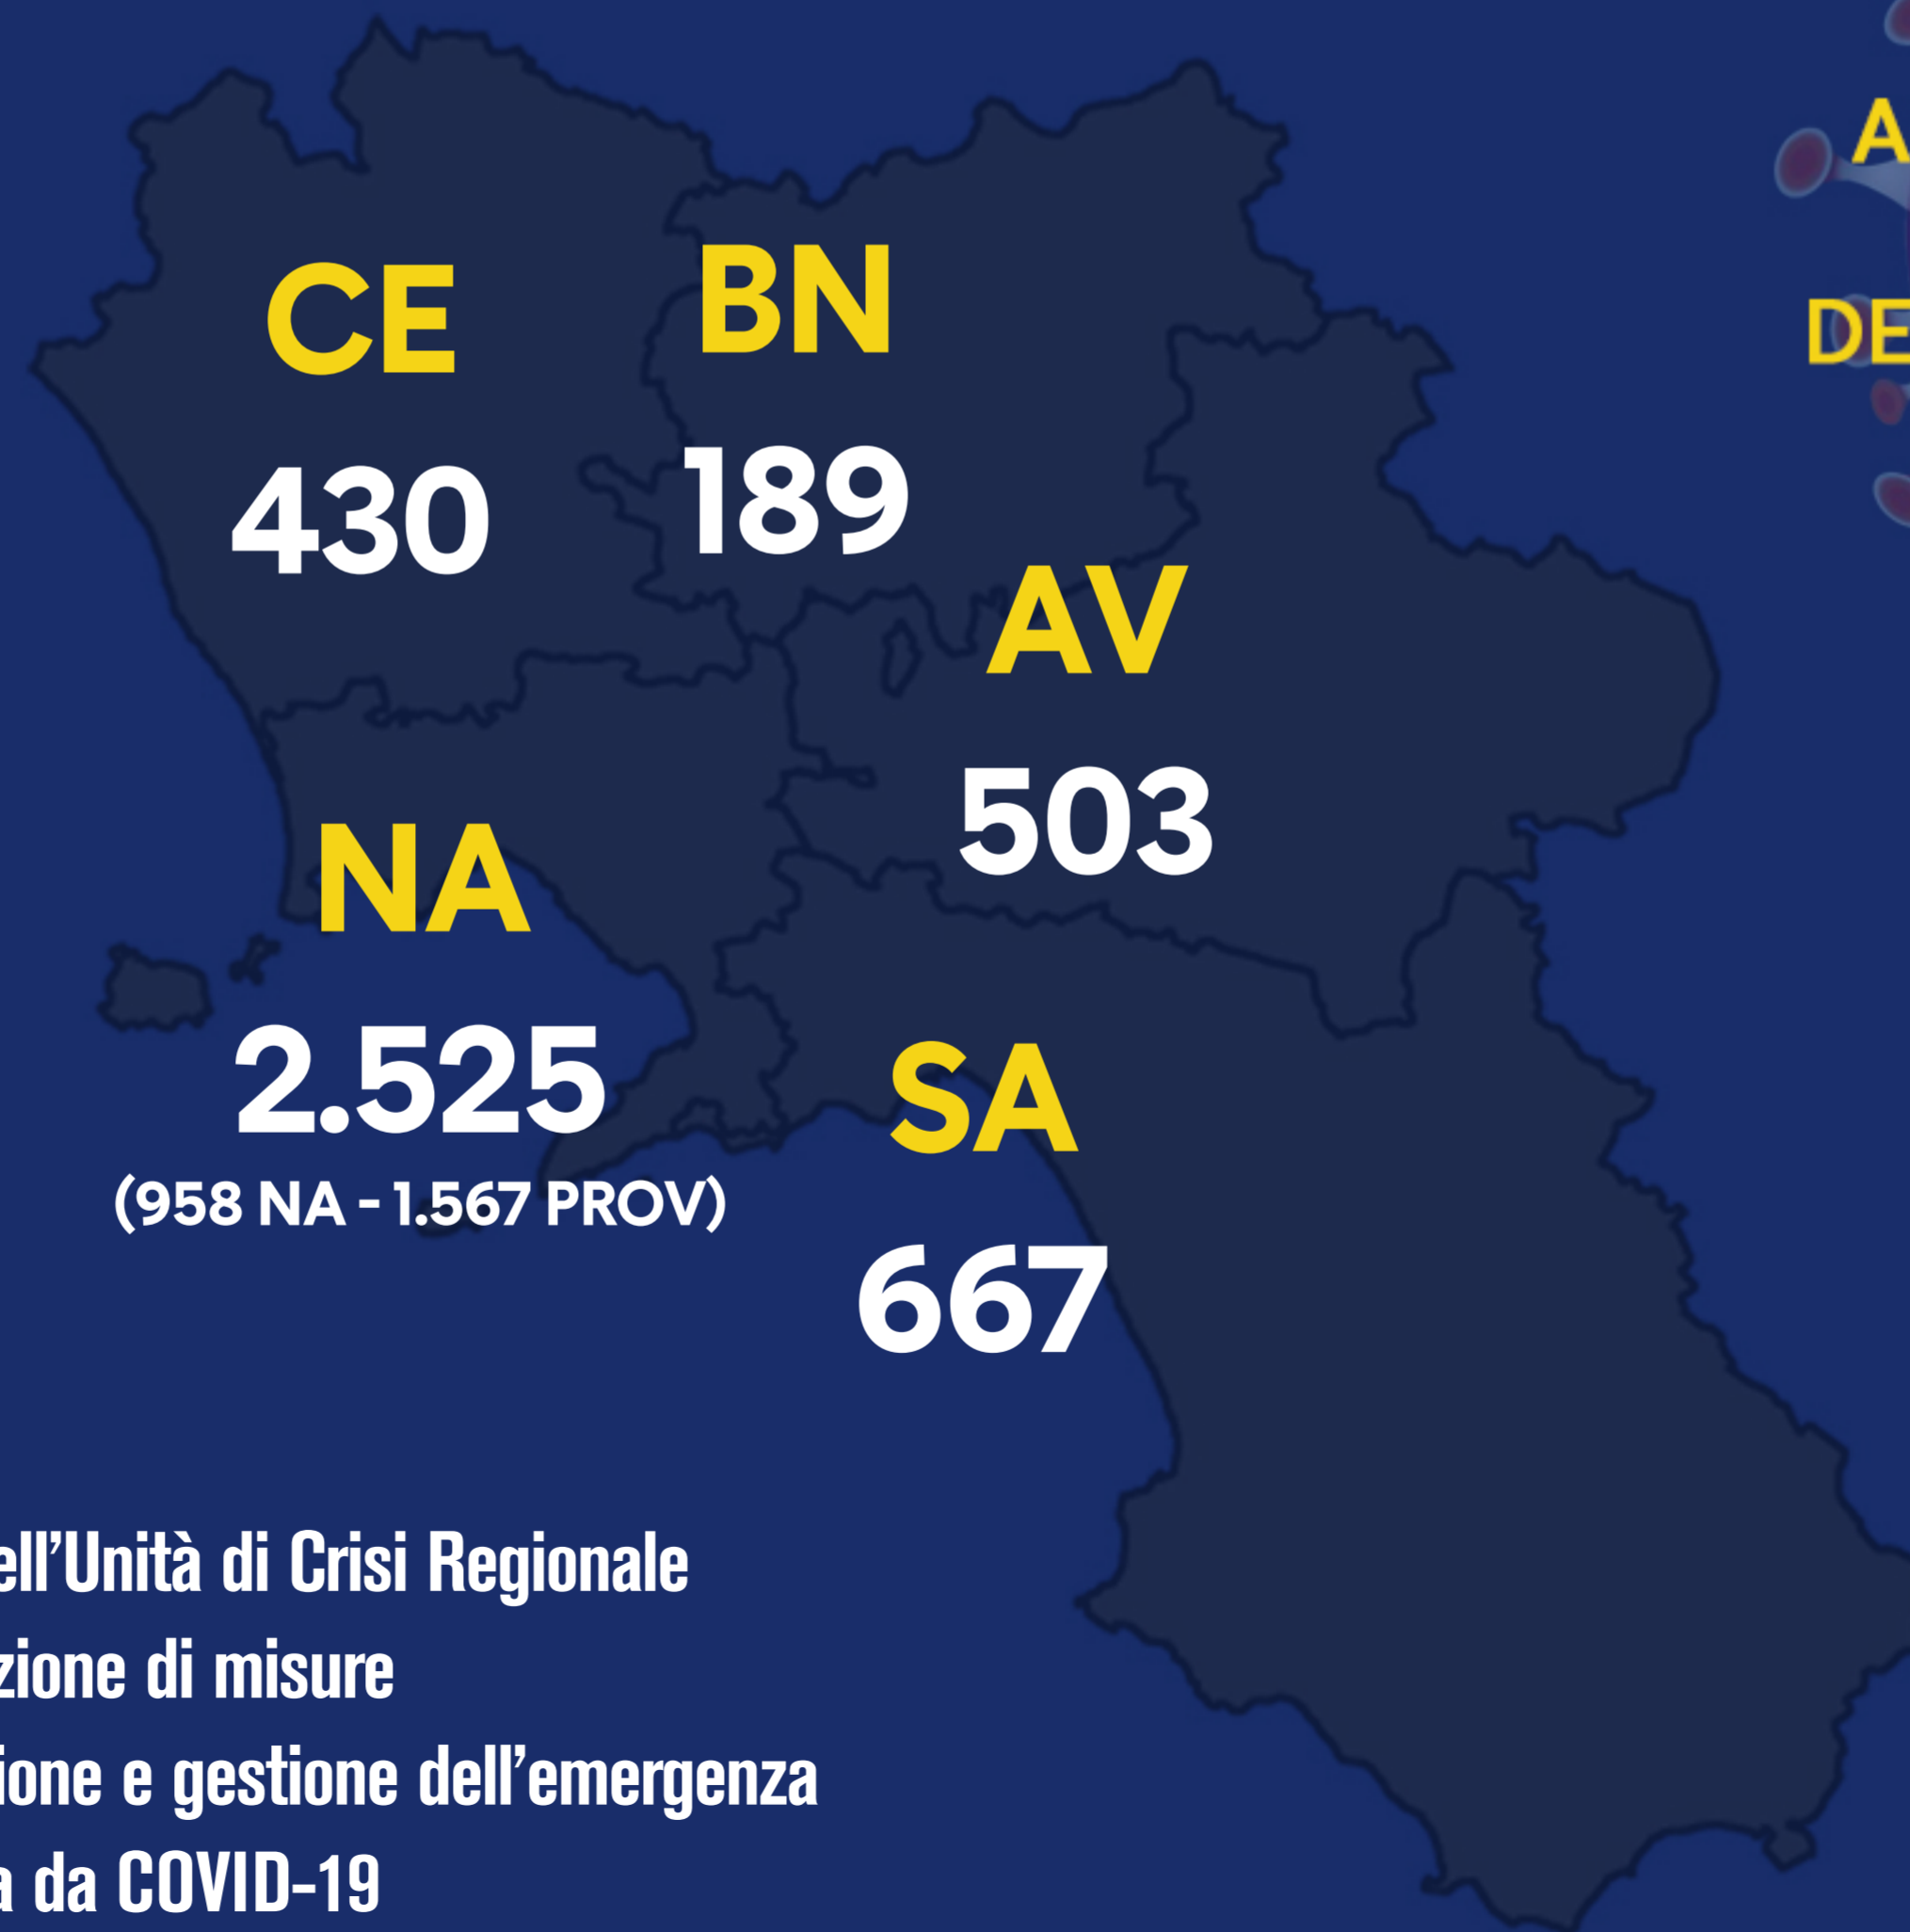 A
DE
CE
430
BN
189
AV
503
NA
2.525
(958 NA - 1.567 PROV)
SA
667
ell'Unità di Crisi Regionale
zione di misure
ione e gestione dell'emergenza
a da COVID-19